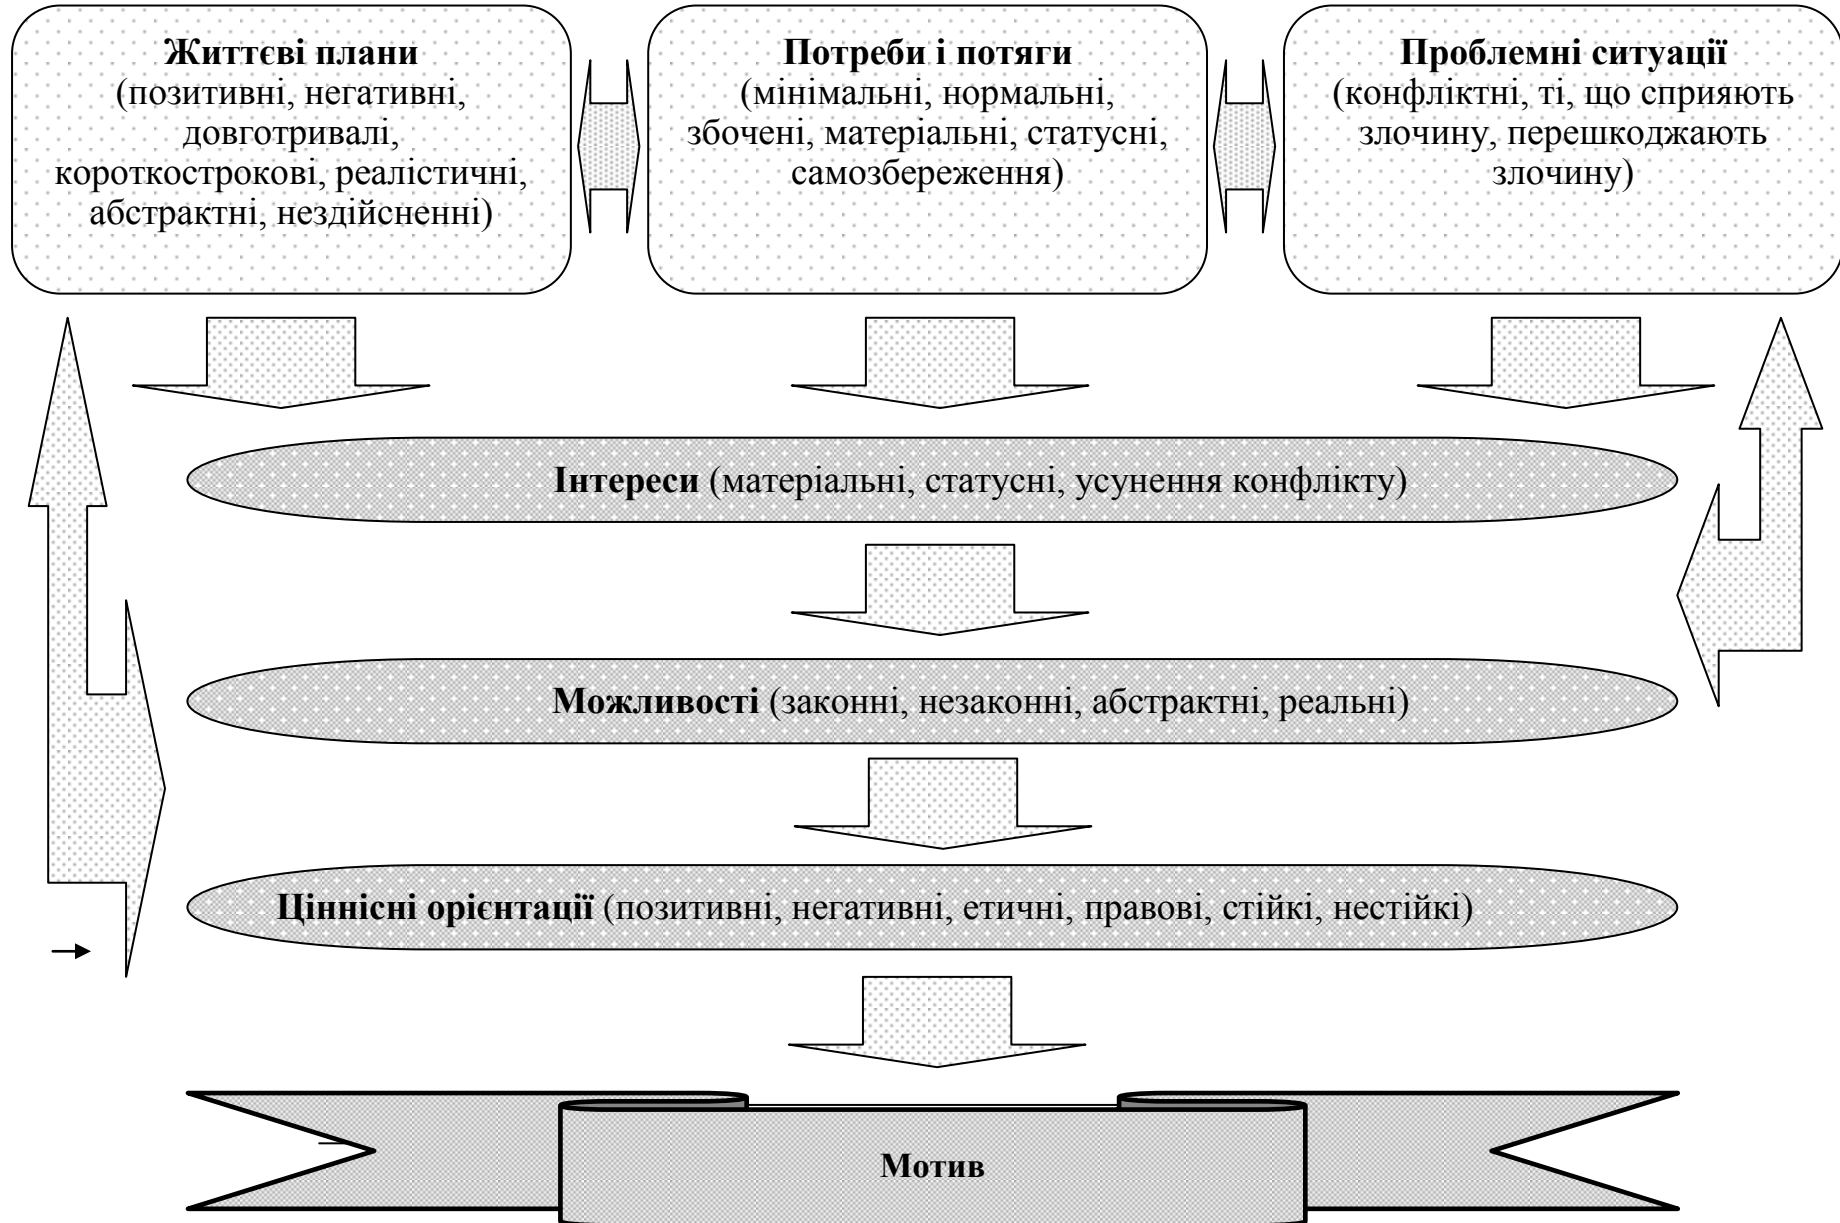 Життєві плани
(позитивні, негативні,
довготривалі,
короткострокові, реалістичні,
абстрактні, нездійсненні)
Потреби і потяги
(мінімальні, нормальні,
збочені, матеріальні, статусні,
самозбереження)
Проблемні ситуації
(конфліктні, ті, що сприяють
злочину, перешкоджають
злочину)
Інтереси (матеріальні, статусні, усунення конфлікту)
Можливості (законні, незаконні, абстрактні, реальні)
Ціннісні орієнтації (позитивні, негативні, етичні, правові, стійкі, нестійкі)
Мотив